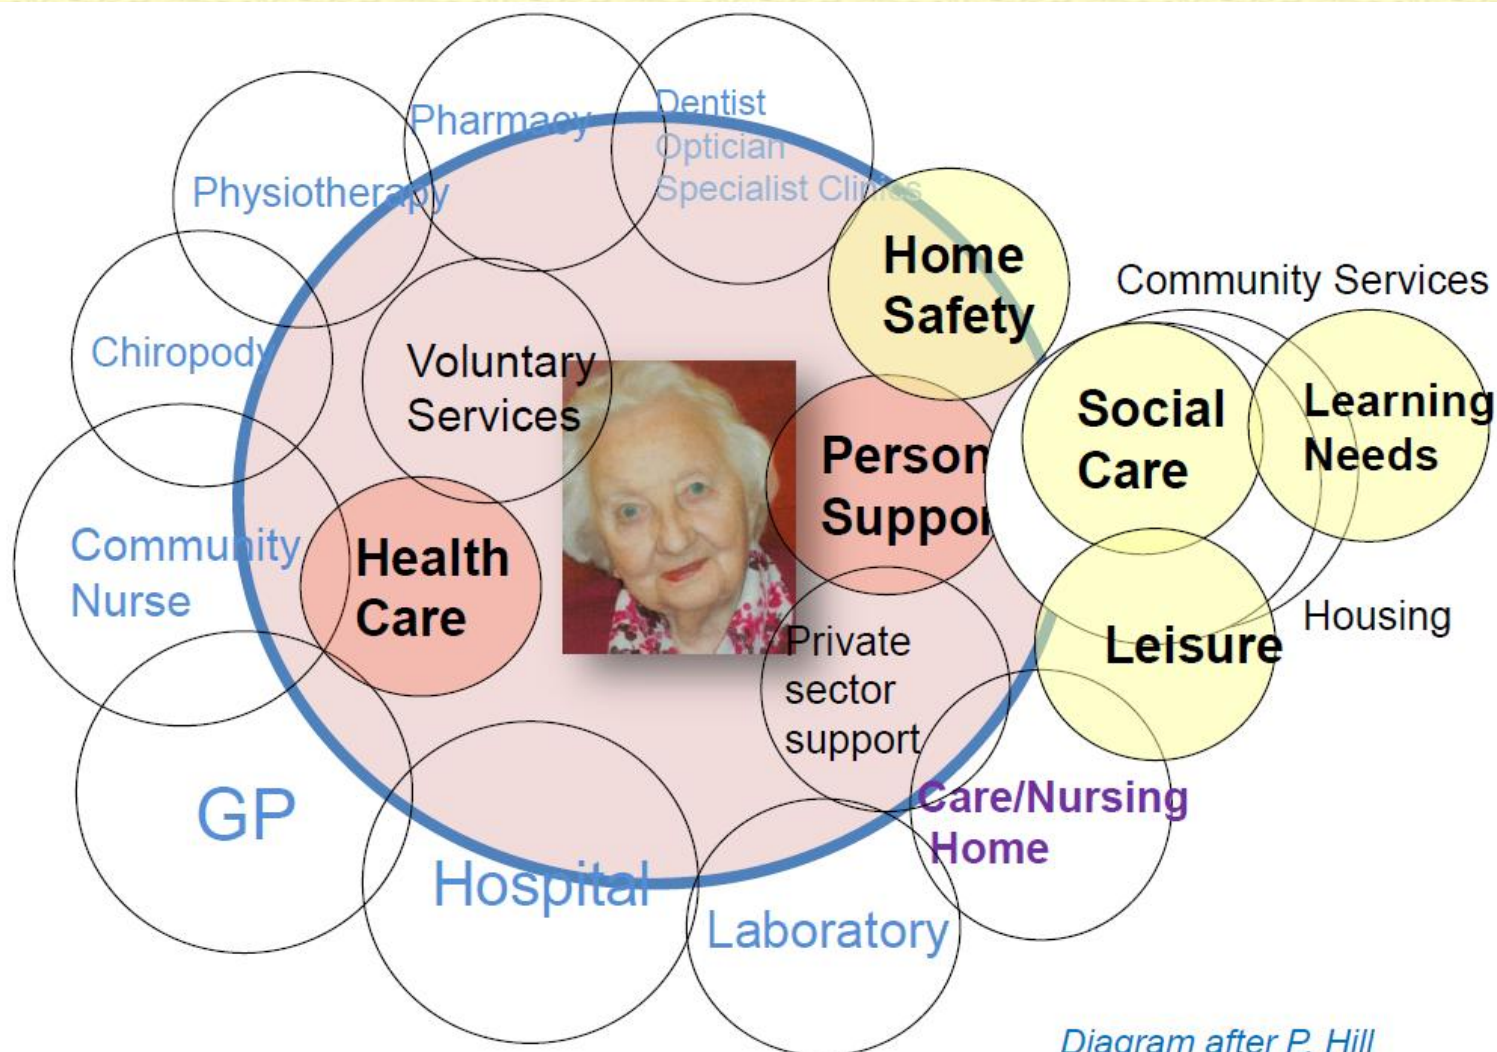 Pharmacy
Dentist
Optician
Specialist Clinics
Physiotherapy
Home
Safety
Community Services
Chiropody
Voluntary
Services
Social
Care
Learning
Needs
Person
Suppor
Community
Nurse
Health
Care
Housing
Leisure
Private
sector
support
GP
Care/Nursing
Home
Hospital
Laboratory
Diagram after P. Hill